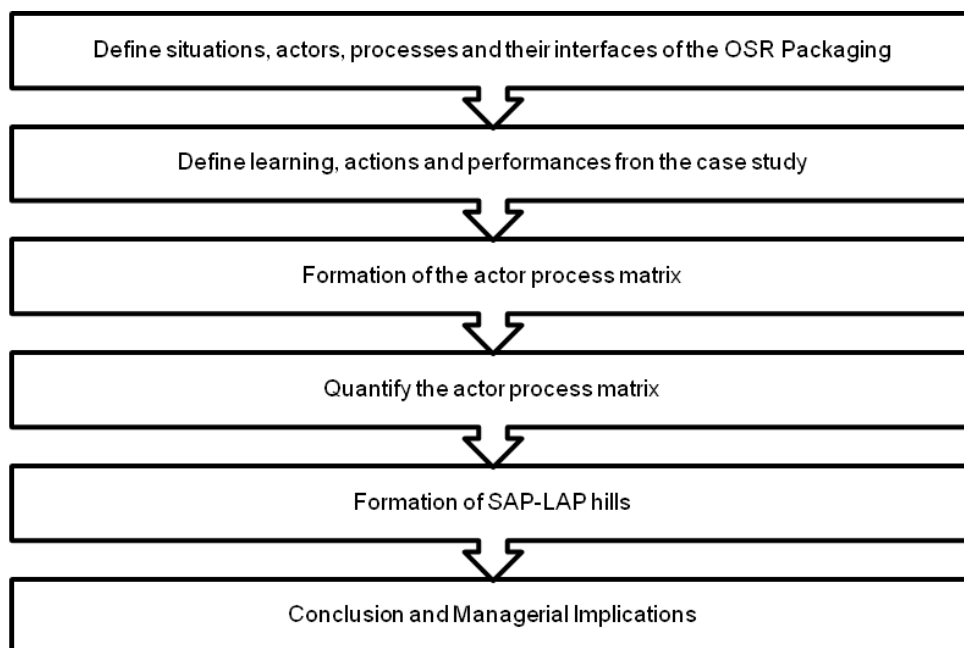 Define situations, actors, processes and their interfaces of the OSR Packaging
Define learning, actions and performances fron the case study
Formation of the actor process matrix
Quantify the actor process matrix
Formation of SAP-LAP hills
Conclusion and Managerial Implications